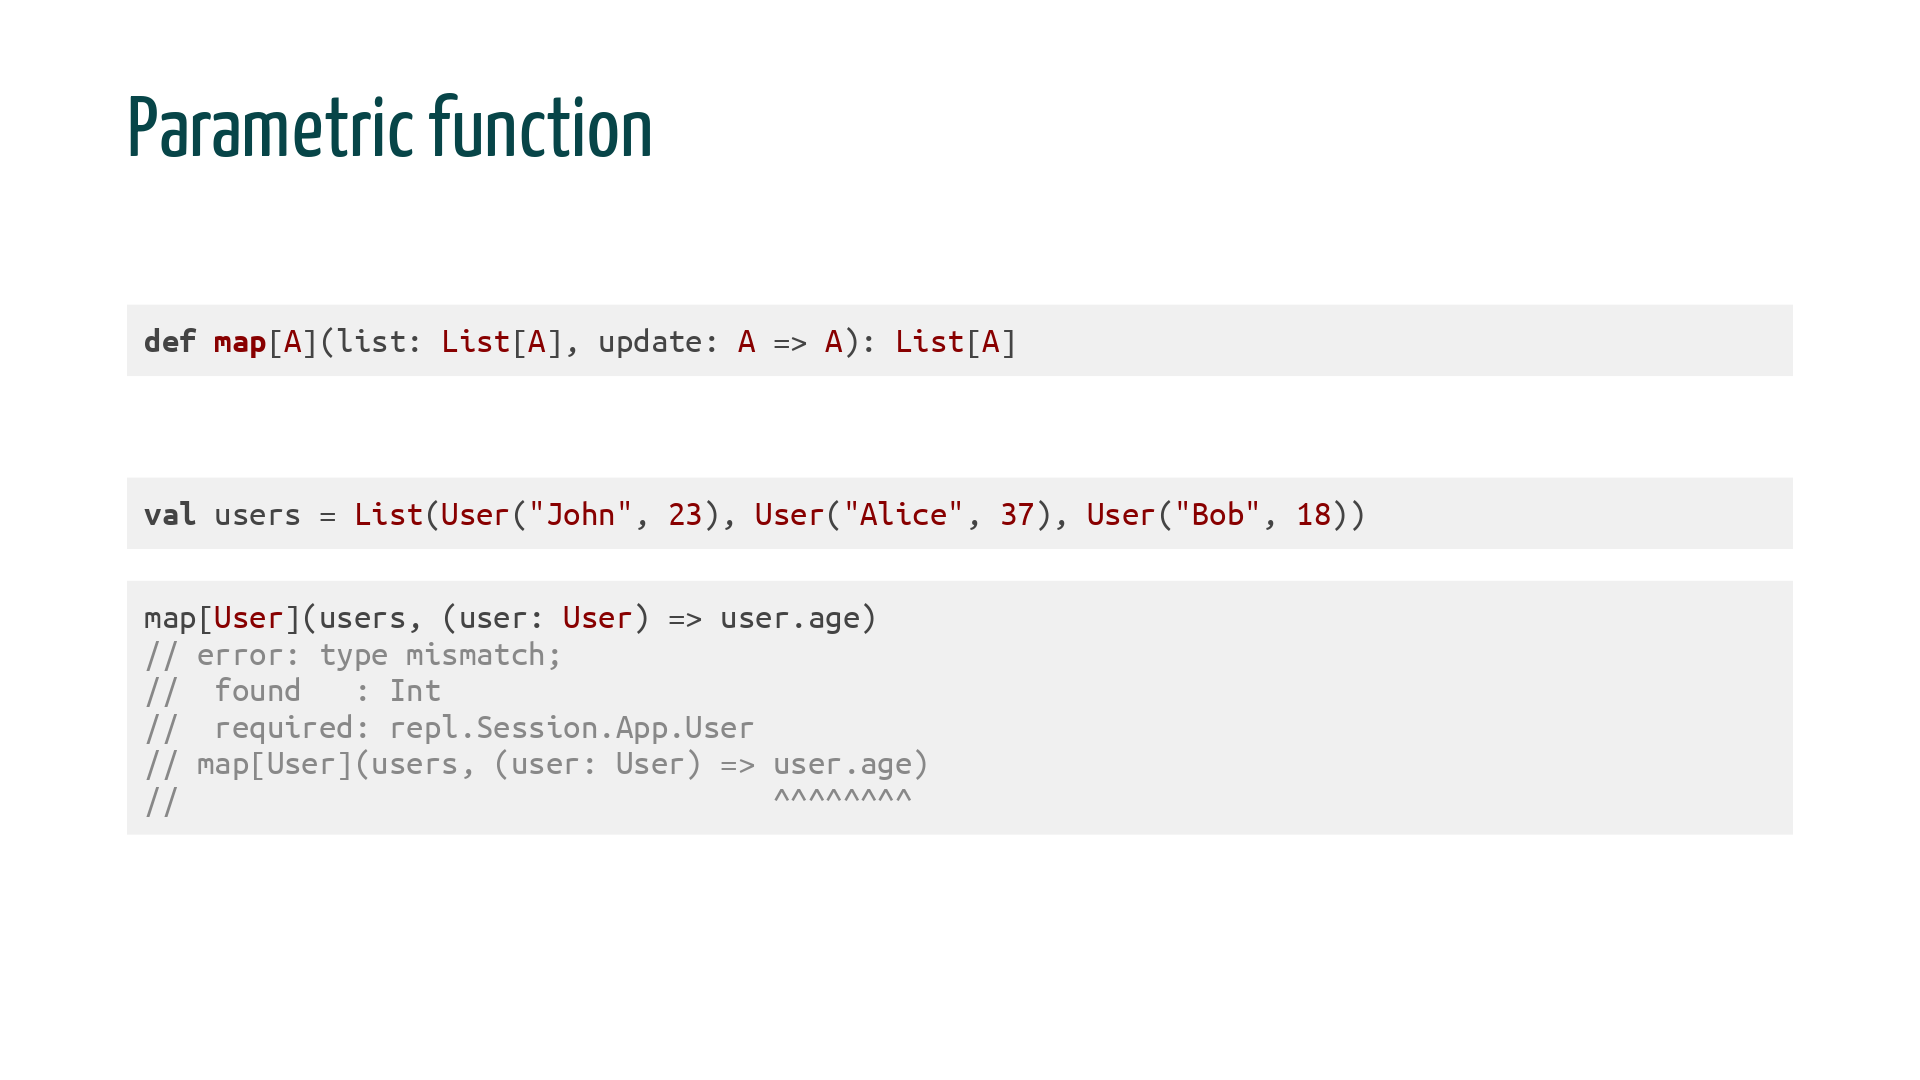 Parametric function
def map[A](list: List[A], update: A => A): List[A]
val users = List(User("John", 23), User("Alice", 37), User("Bob", 18))
map[User](users, (user: User) => user.age)
// error: type mismatch;
//  found   : Int
//  required: repl.Session.App.User
// map[User](users, (user: User) => user.age)
//                                  ^^^^^^^^